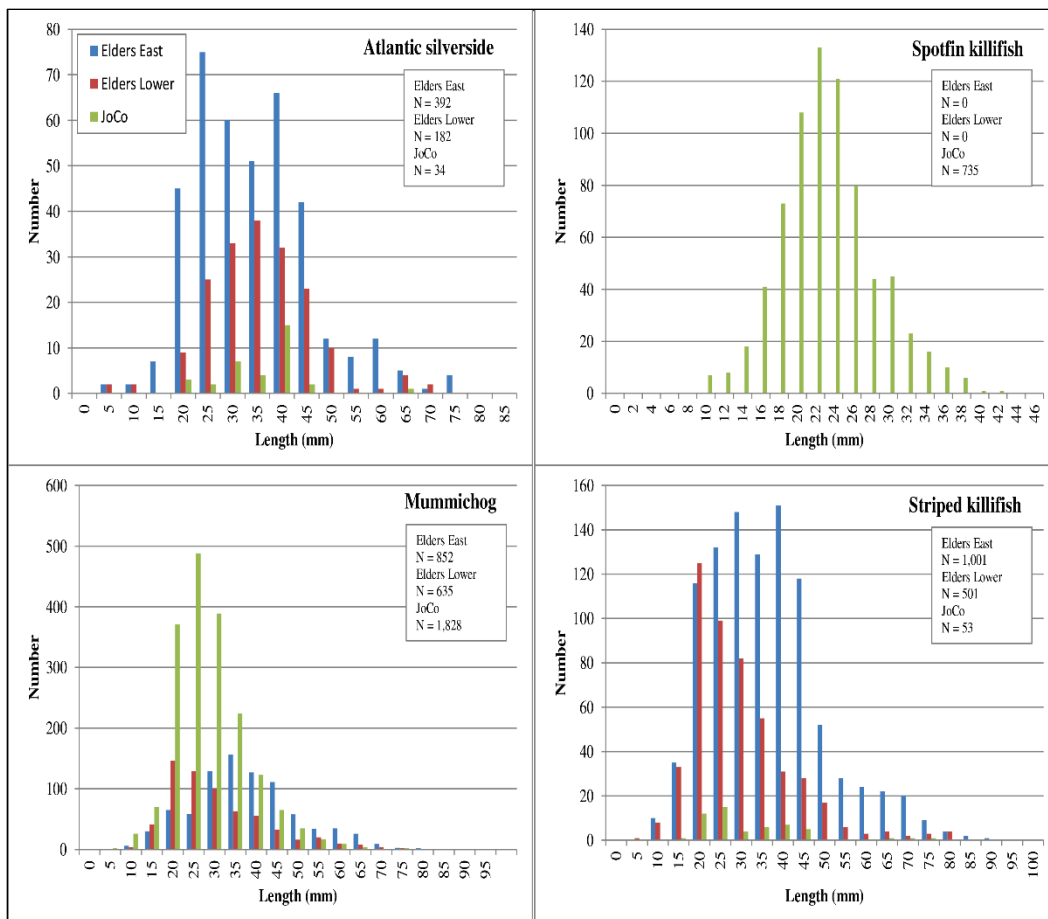 Atlantic silverside
Elders East
Elders Lower
JoCo
Elders East
N = 392
Elders Lower
N = 182
JoCo
N = 34
80
70
60
50
40
30
20
10
0
Number
0 5 10 15 20 25 30 35 40 45 50 55 60 65 70 75 80 85
Length (mm)
Spotfin killifish
Elders East
N = 0
Elders Lower
N = 0
JoCo
N = 735
140
120
100
80
60
40
20
0
Number
0 2 4 6 8 10 12 14 16 18 20 22 24 26 28 30 32 34 36 38 40 42 44 46
Length (mm)
Mummichog
Elders East
N = 852
Elders Lower
N = 635
JoCo
N = 1,828
600
500
400
300
200
100
0
Number
0 5 10 15 20 25 30 35 40 45 50 55 60 65 70 75 80 85 90 95
Length (mm)
Striped killifish
Elders East
N = 1,001
Elders Lower
N = 501
JoCo
N = 53
160
140
120
100
80
60
40
20
0
Number
0 5 10 15 20 25 30 35 40 45 50 55 60 65 70 75 80 85 90 100
Length (mm)